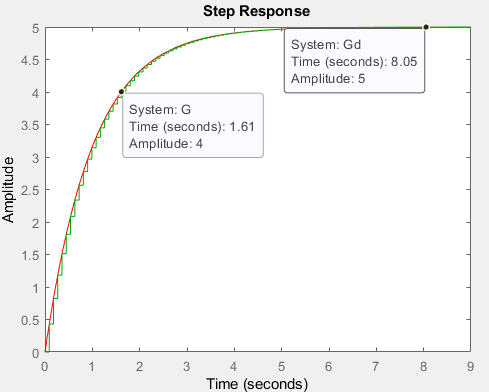 Step Response
5
4.5
4
3.5
3
2.5
2
1.5
1
0.5
0
Amplitude
System: Gd
Time (seconds): 8.05
Amplitude: 5
System: G
Time (seconds): 1.61
Amplitude: 4
0 1 2 3 4 5 6 7 8 9
Time (seconds)